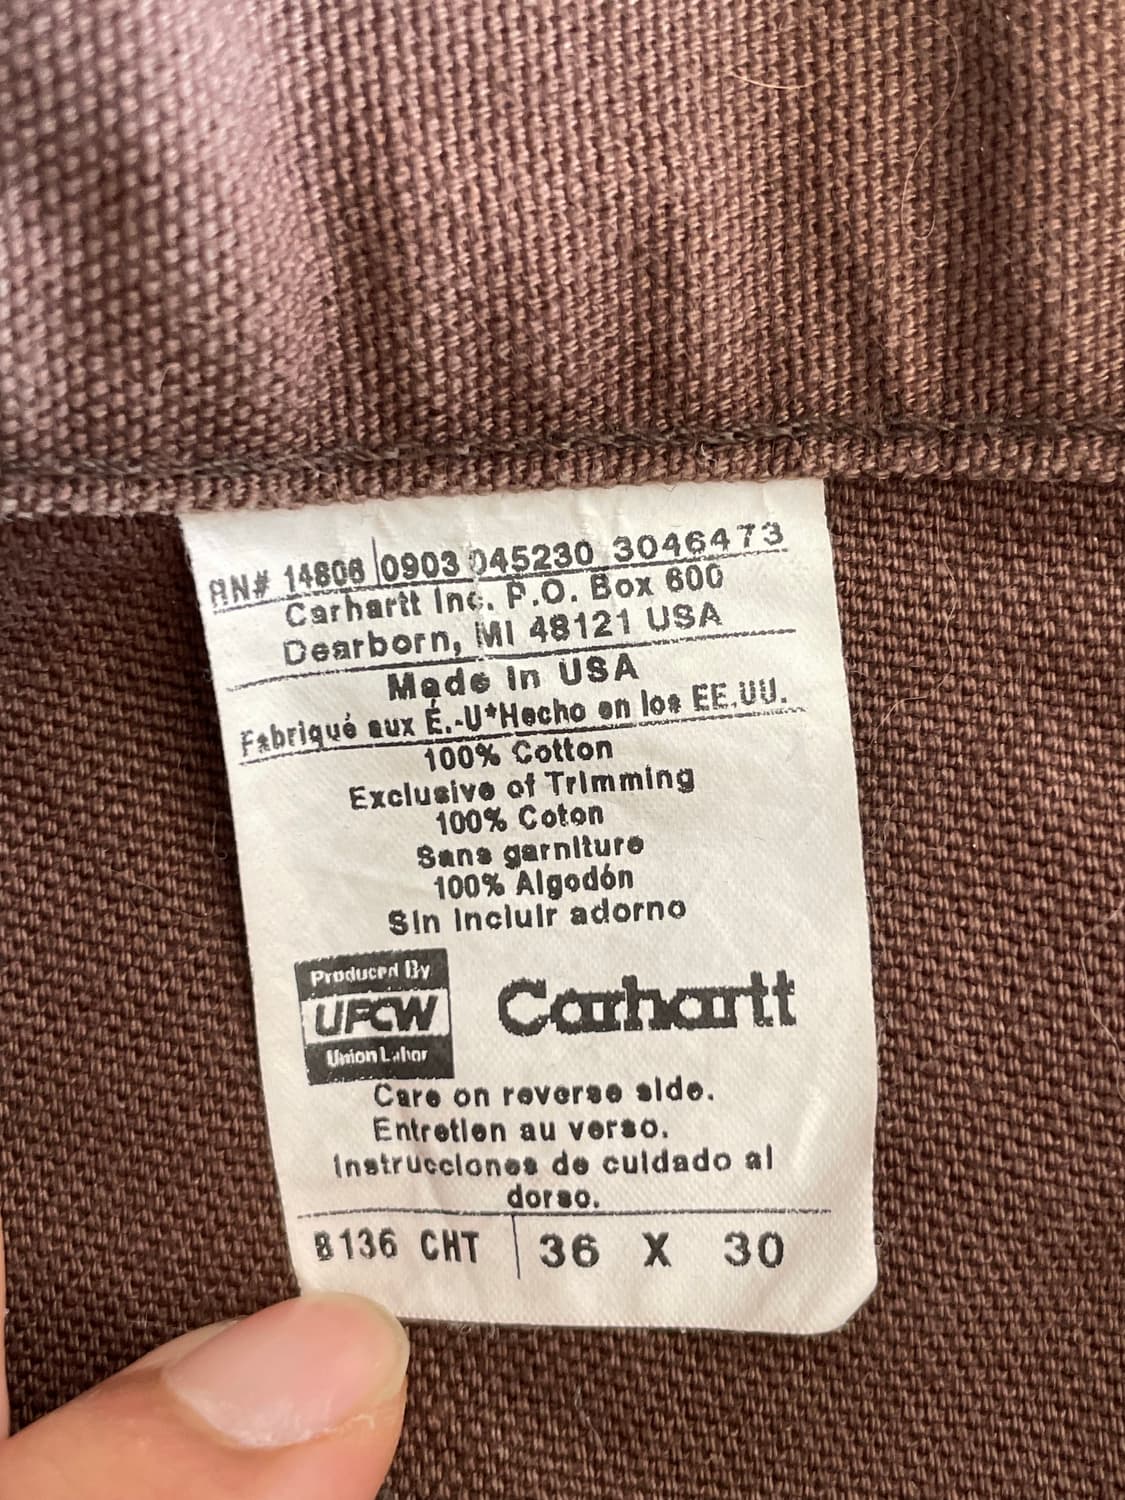 RN# 14806 0903 045230 3046473
Carhartt Inc. P.O. Box 600
Dearborn, MI 48121 USA
Made in USA
Fabriqué aux É.-U*Hecho en los EE.UU.
100% Cotton
Exclusive of Trimming
100% Coton
Sans garniture
100% Algodón
Sin incluir adorno
Produced By
UFCW
Union Labor
Carhartt
Care on reverse side.
Entretien au verso.
Instrucciones de cuidado al
dorso.
B136 CHT 36 X 30